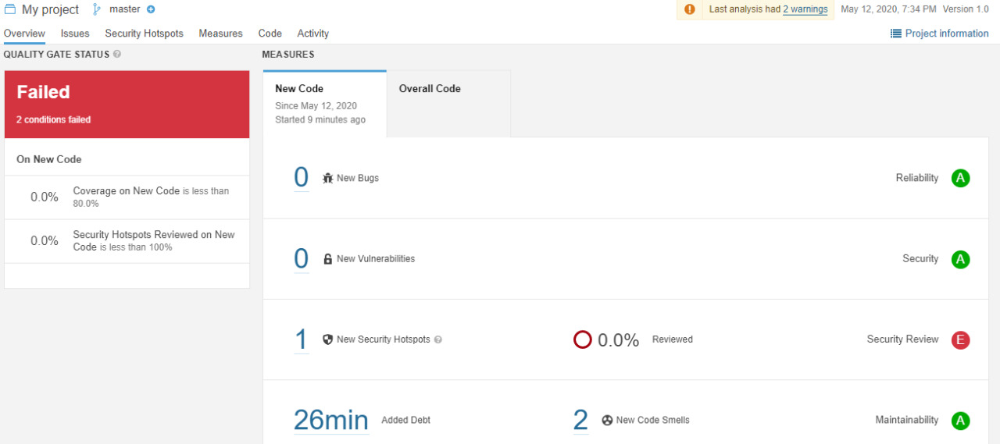 My project master Last analysis had 2 warnings May 12, 2020, 7:34 PM Version 1.0
Overview Issues Security Hotspots Measures Code Activity Project information
QUALITY GATE STATUS
Failed
2 conditions failed
On New Code
0.0% Coverage on New Code is less than
80.0%
0.0% Security Hotspots Reviewed on New
Code is less than 100%
MEASURES
New Code
Since May 12, 2020
Started 9 minutes ago
Overall Code
0 New Bugs Reliability A
0 New Vulnerabilities Security A
1 New Security Hotspots 0.0% Reviewed Security Review E
26min Added Debt 2 New Code Smells Maintainability A